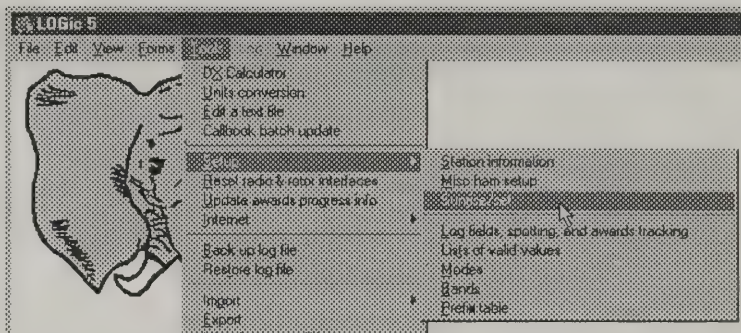 LOGic 5
File Edit View Forms Window Help
DX Calculator
Units conversion
Edit a text file
Callbook batch update
Reset radio & rotor interfaces
Update awards progress info
Internet
Back up log file
Restore log file
Import
Export
Station information
Misc ham setup
Log fields, spotting, and awards tracking
Lists of valid values
Modes
Bands
Prefix table